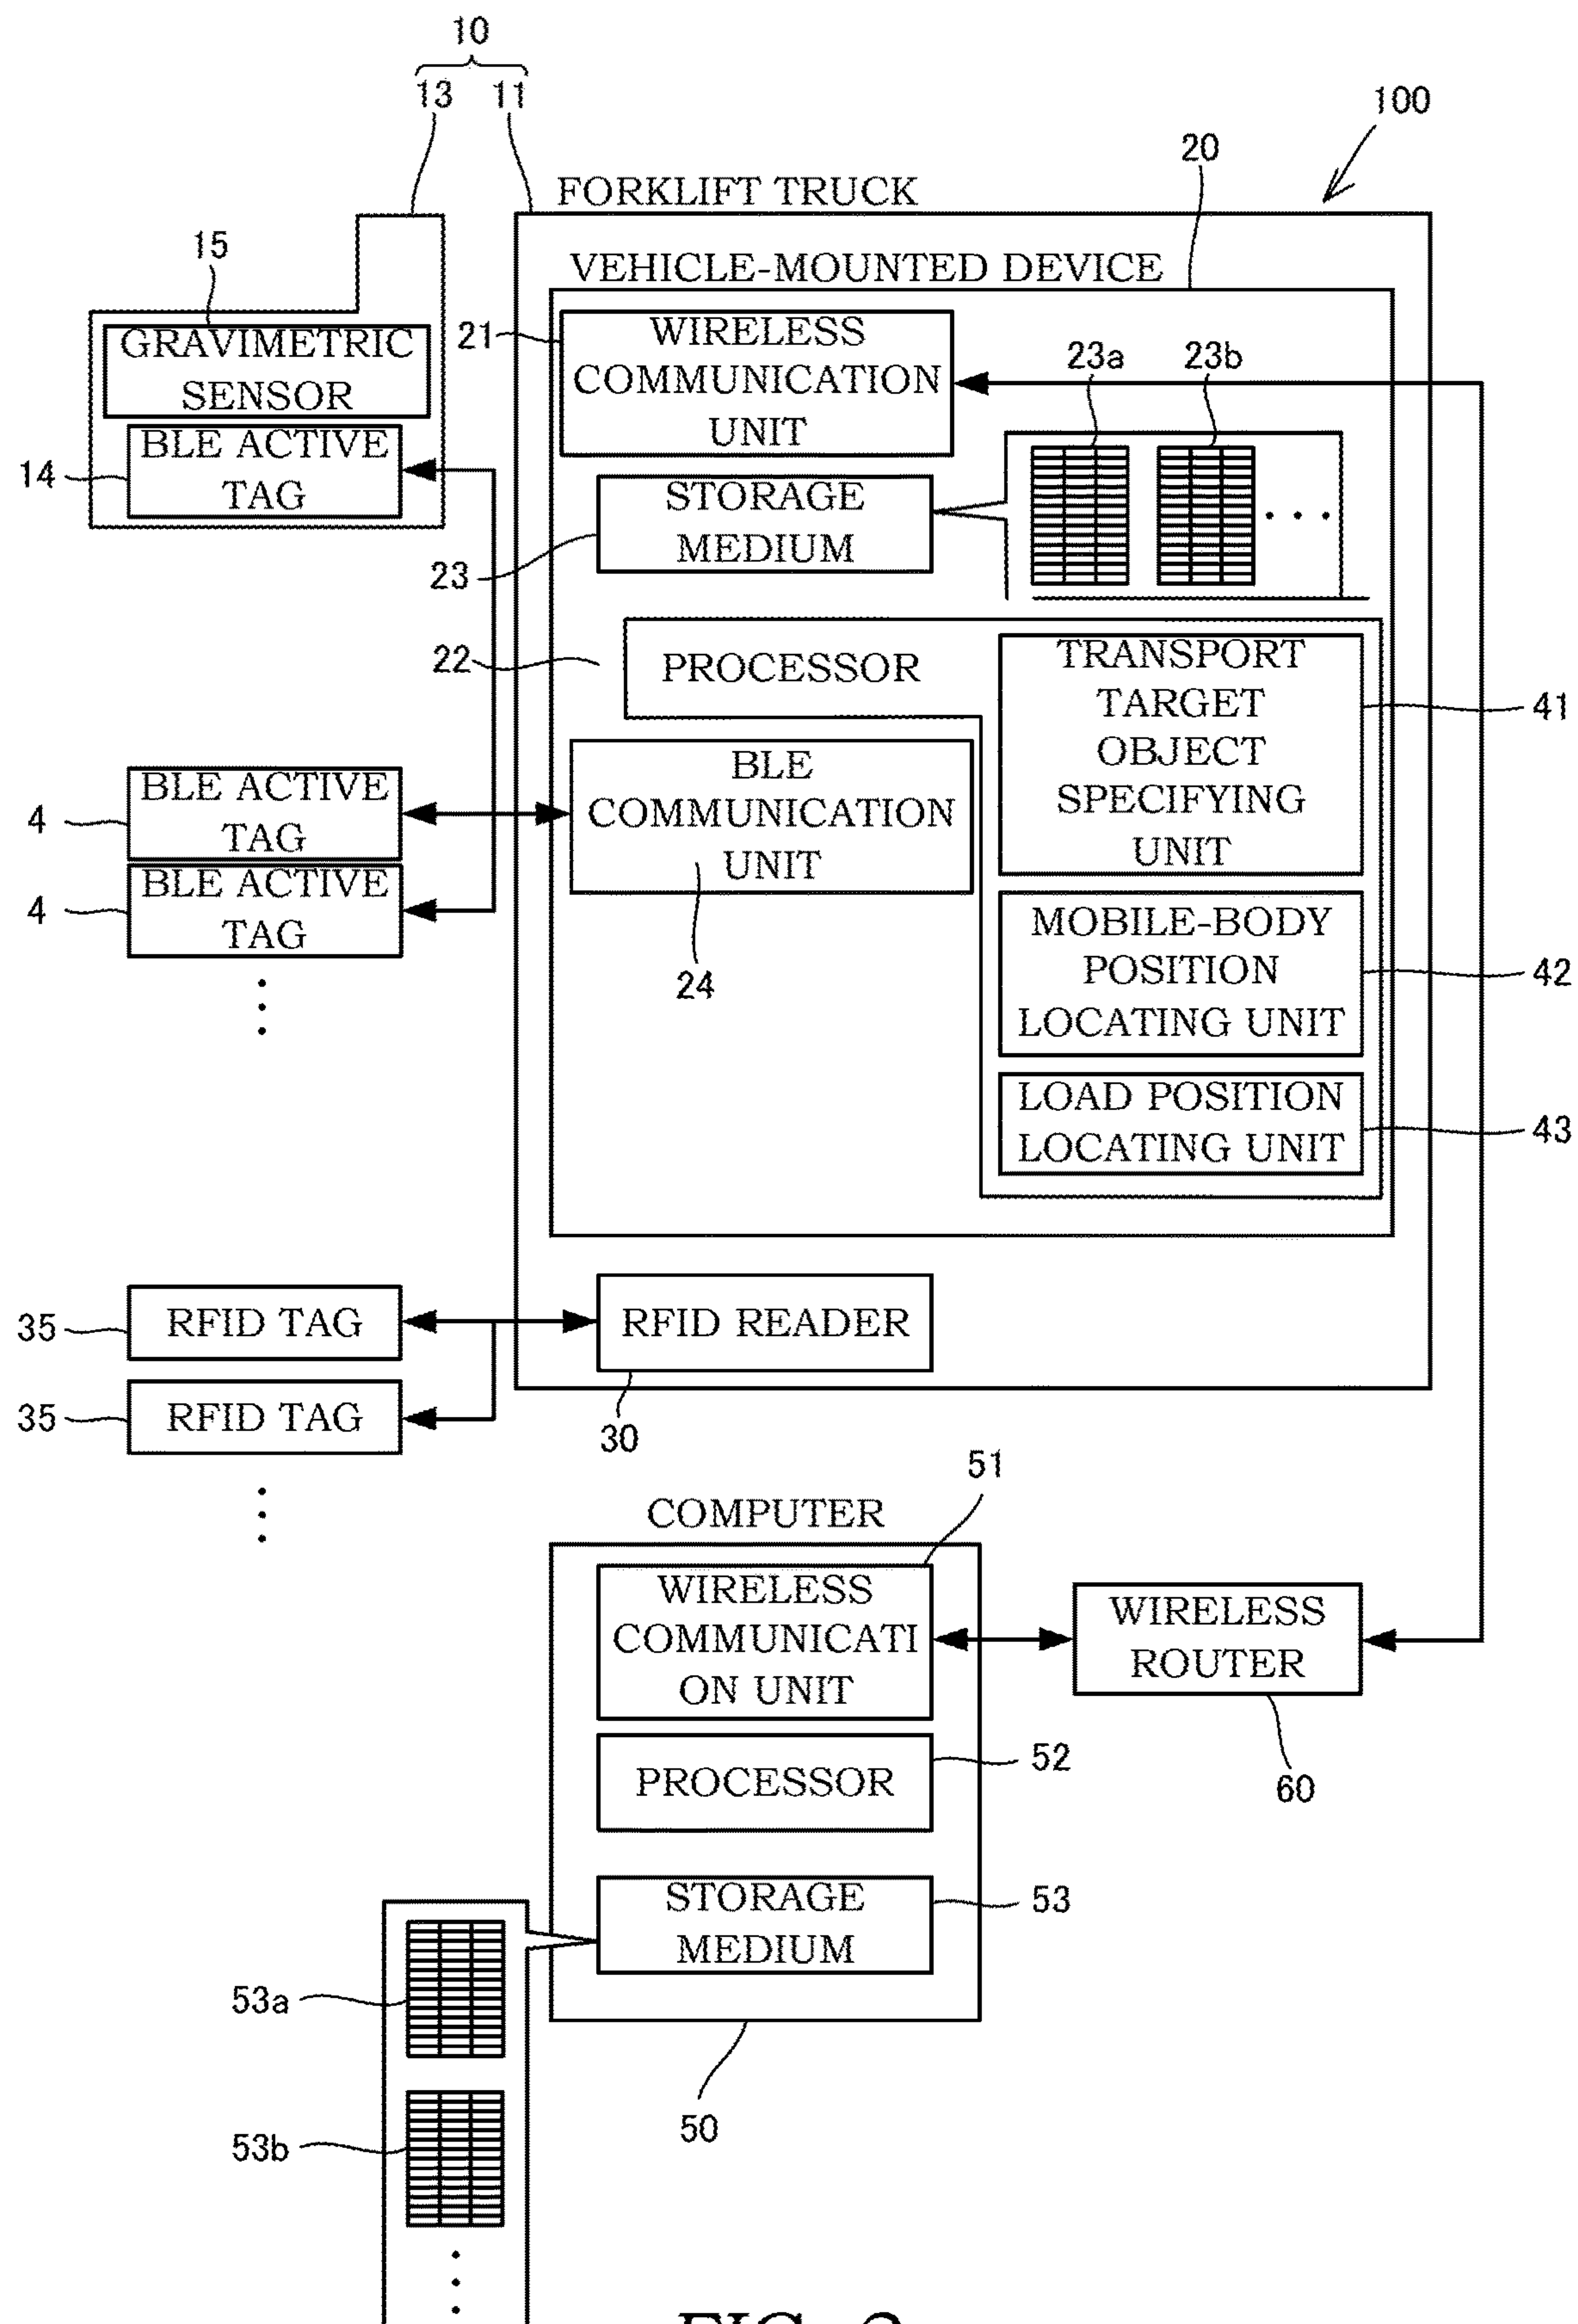 10
13 11
100
20
FORKLIFT TRUCK
15
VEHICLE-MOUNTED DEVICE
21
WIRELESS
COMMUNICATION
UNIT
23a 23b
GRAVIMETRIC
SENSOR
BLE ACTIVE
TAG
14
STORAGE
MEDIUM
23
22
PROCESSOR
TRANSPORT
TARGET
OBJECT
SPECIFYING
UNIT
41
BLE ACTIVE
TAG
4
BLE
COMMUNICATION
UNIT
24
BLE ACTIVE
TAG
4
MOBILE-BODY
POSITION
LOCATING UNIT
42
LOAD POSITION
LOCATING UNIT
43
35
RFID TAG
RFID READER
35
RFID TAG
30
51
COMPUTER
WIRELESS
COMMUNICATI
ON UNIT
WIRELESS
ROUTER
60
PROCESSOR
52
STORAGE
MEDIUM
53
53a
50
53b